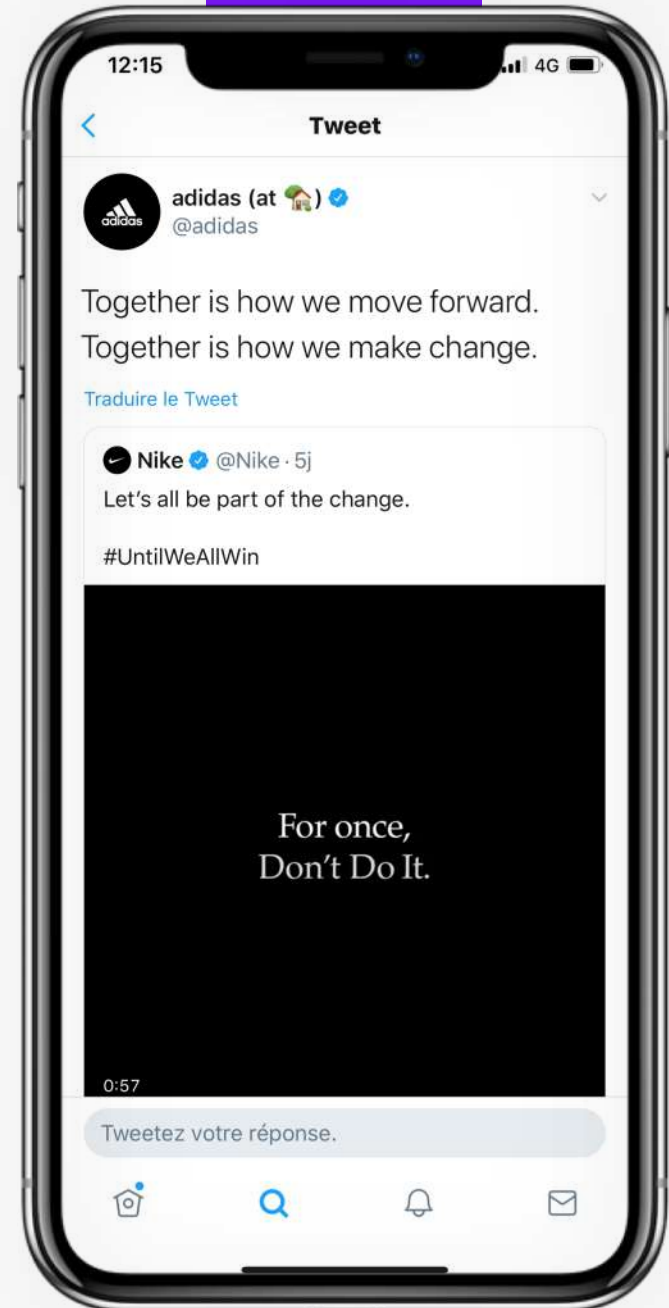 12:15
4G
Tweet
adidas
adidas (at 🏡)
@adidas
Together is how we move forward.
Together is how we make change.
Traduire le Tweet
Nike @Nike · 5j
Let's all be part of the change.
#UntilWeAllWin
For once,
Don't Do It.
0:57
Tweetez votre réponse.